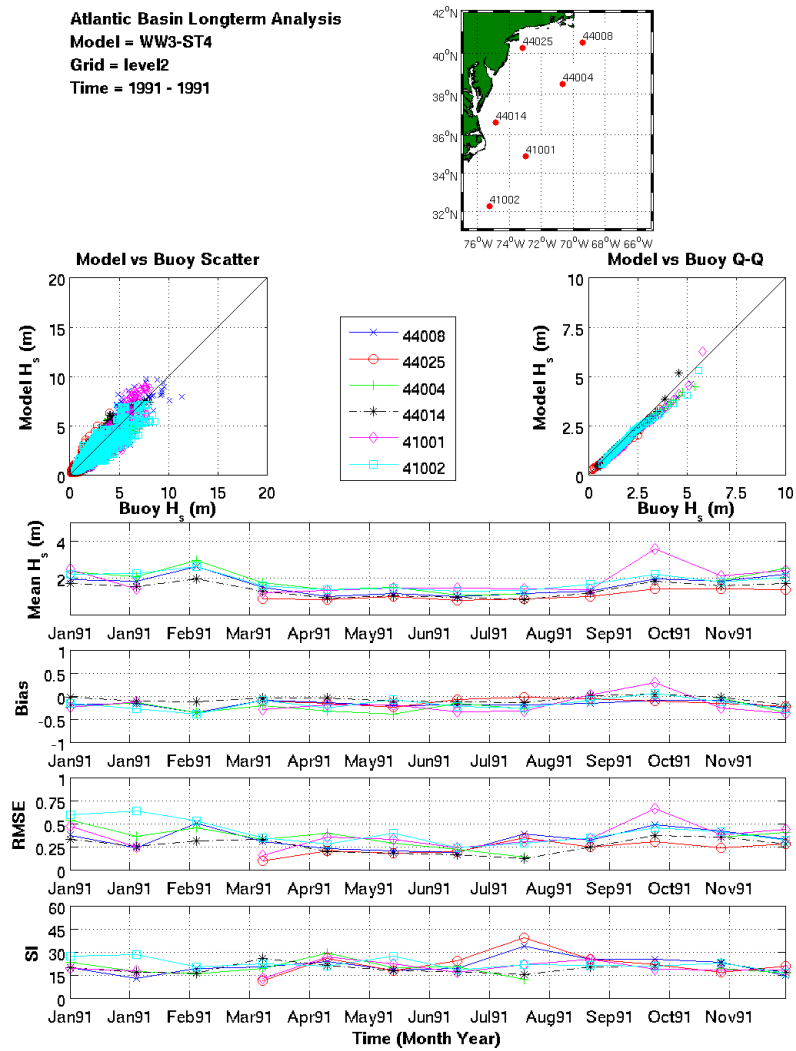 Atlantic Basin Longterm Analysis
Model = WW3-ST4
Grid = level2
Time = 1991 - 1991
42°N
40°N
38°N
36°N
34°N
32°N
44025
44008
44004
44014
41001
41002
76°W 74°W 72°W 70°W 68°W 66°W
Model vs Buoy Scatter
20
15
10
5
0
Model Hs (m)
0 5 10 15 20
Buoy Hs (m)
44008
44025
44004
44014
41001
41002
Model vs Buoy Q-Q
10
7.5
5
2.5
0
Model Hs (m)
0 2.5 5 7.5 10
Buoy Hs (m)
Mean Hs (m)
4
2
Jan91 Jan91 Feb91 Mar91 Apr91 May91 Jun91 Jul91 Aug91 Sep91 Oct91 Nov91
Bias
1
0.5
0
-0.5
-1
Jan91 Jan91 Feb91 Mar91 Apr91 May91 Jun91 Jul91 Aug91 Sep91 Oct91 Nov91
RMSE
1
0.75
0.5
0.25
0
Jan91 Jan91 Feb91 Mar91 Apr91 May91 Jun91 Jul91 Aug91 Sep91 Oct91 Nov91
SI
60
45
30
15
0
Jan91 Jan91 Feb91 Mar91 Apr91 May91 Jun91 Jul91 Aug91 Sep91 Oct91 Nov91
Time (Month Year)